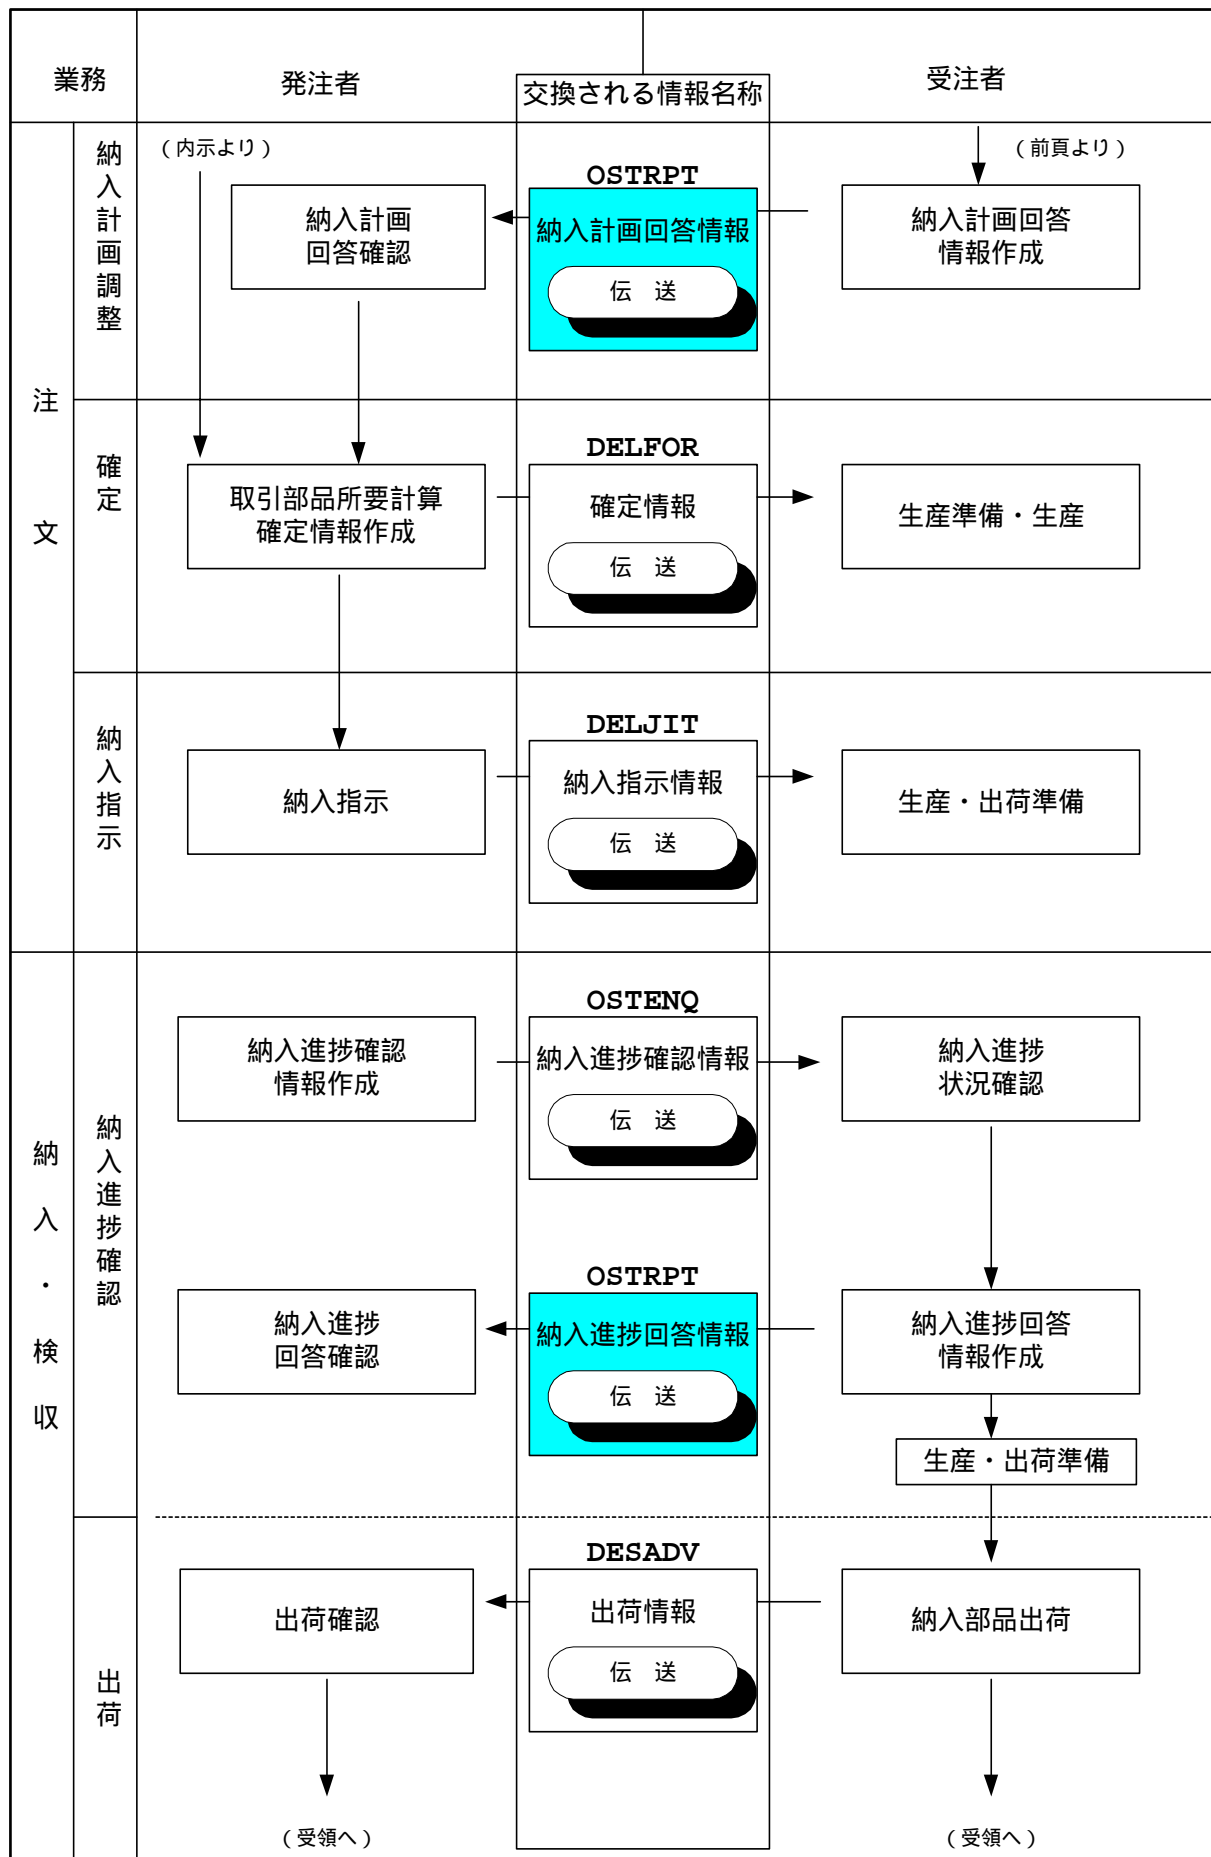 業務
発注者
交換される情報名称
受注者
注文
納入計画調整
(内示より)
(前頁より)
OSTRPT
納入計画
回答確認
納入計画回答情報
伝 送
納入計画回答
情報作成
確定
DELFOR
取引部品所要計算
確定情報作成
確定情報
伝 送
生産準備・生産
納入指示
DELJIT
納入指示
納入指示情報
伝 送
生産・出荷準備
納入・検収
納入進捗確認
OSTENQ
納入進捗確認
情報作成
納入進捗確認情報
伝 送
納入進捗
状況確認
OSTRPT
納入進捗
回答確認
納入進捗回答情報
伝 送
納入進捗回答
情報作成
生産・出荷準備
出荷
DESADV
出荷確認
出荷情報
伝 送
納入部品出荷
(受領へ)
(受領へ)